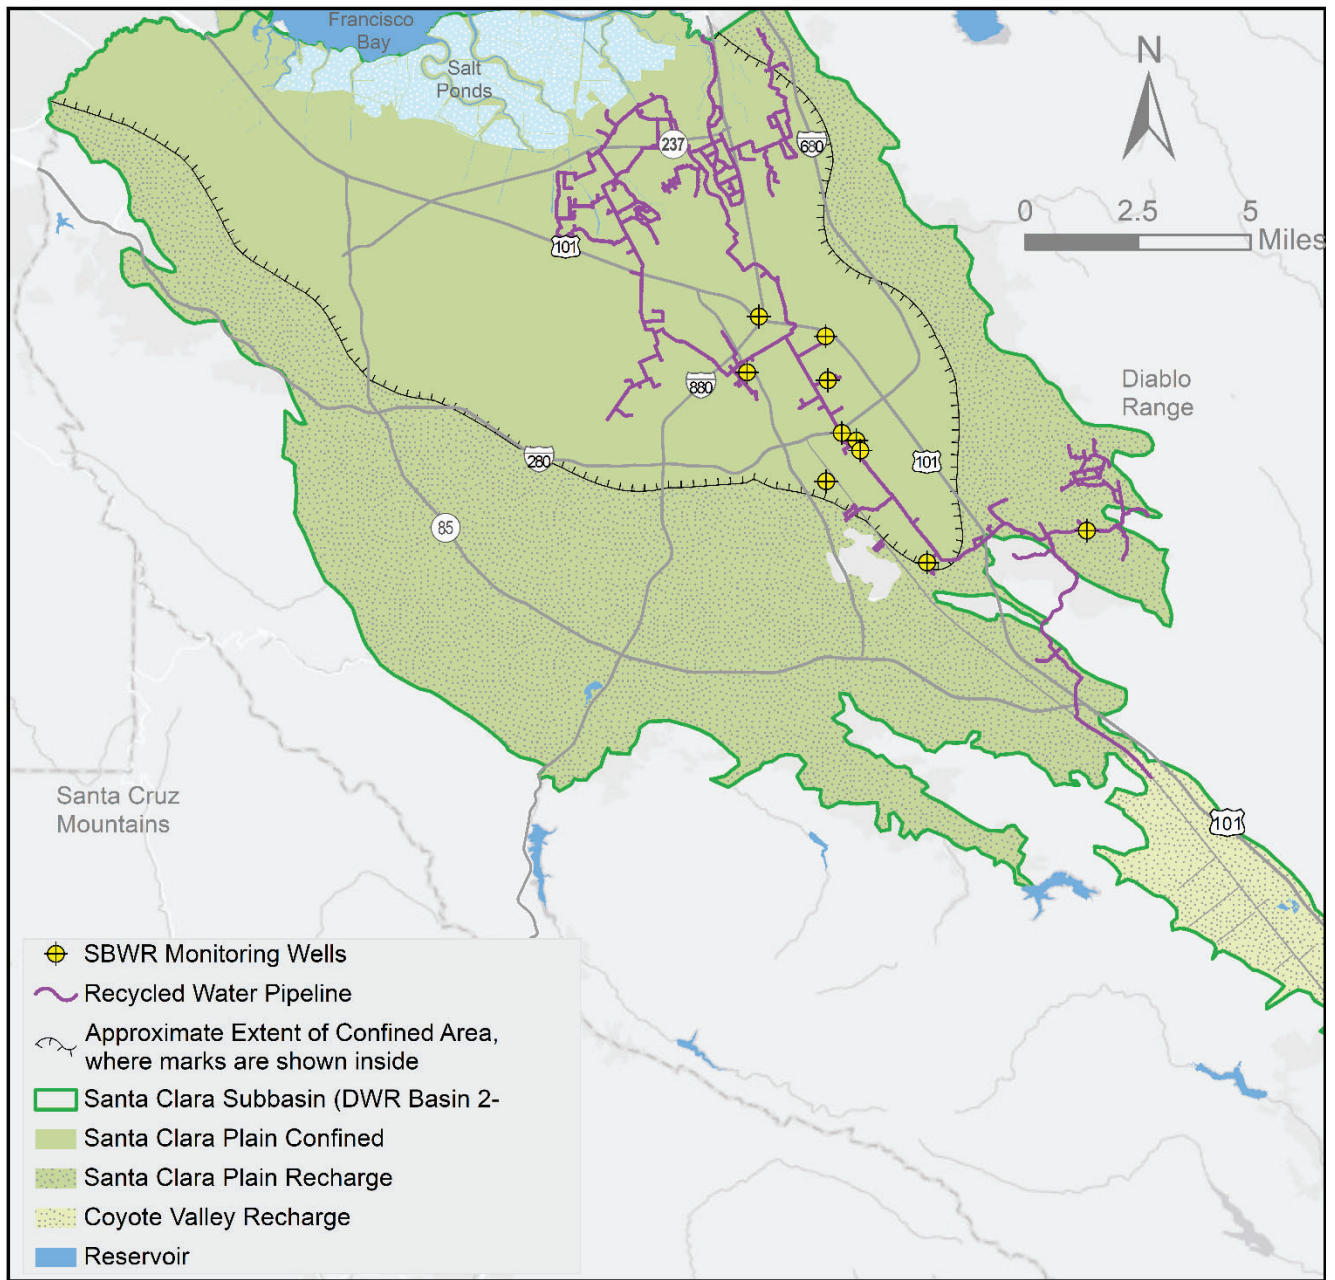 Francisco
Bay
Salt
Ponds
N
237
680
0 2.5 5
Miles
101
Diablo
Range
880
280
101
85
Santa Cruz
Mountains
101
SBWR Monitoring Wells
Recycled Water Pipeline
Approximate Extent of Confined Area,
where marks are shown inside
Santa Clara Subbasin (DWR Basin 2-
Santa Clara Plain Confined
Santa Clara Plain Recharge
Coyote Valley Recharge
Reservoir